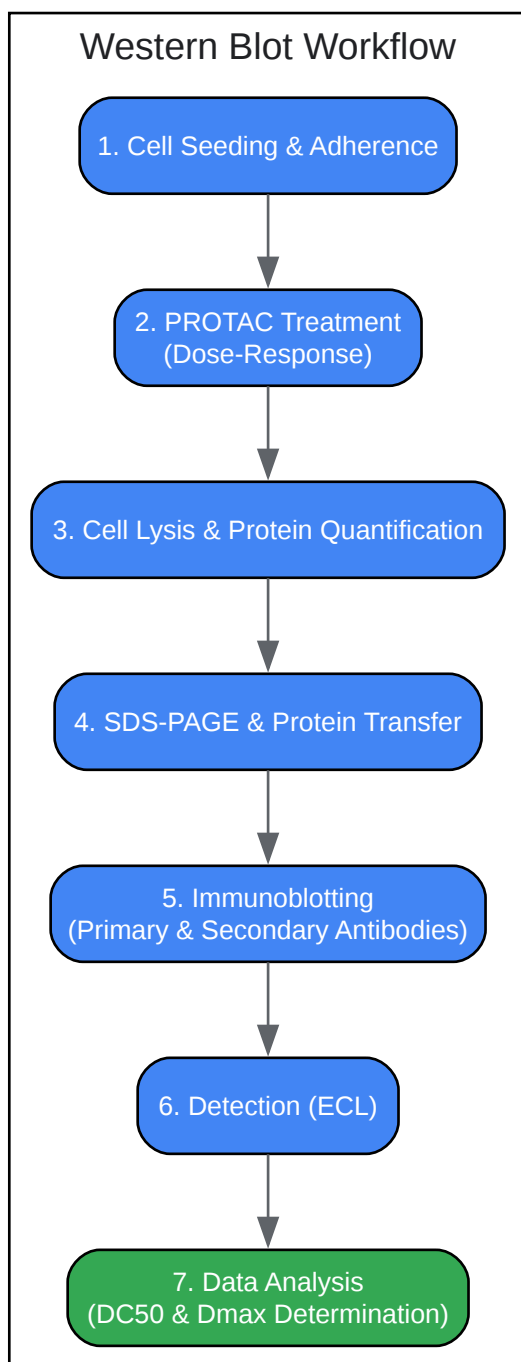 Western Blot Workflow
1. Cell Seeding & Adherence
2. PROTAC Treatment
(Dose-Response)
3. Cell Lysis & Protein Quantification
4. SDS-PAGE & Protein Transfer
5. Immunoblotting
(Primary & Secondary Antibodies)
6. Detection (ECL)
7. Data Analysis
(DC50 & Dmax Determination)